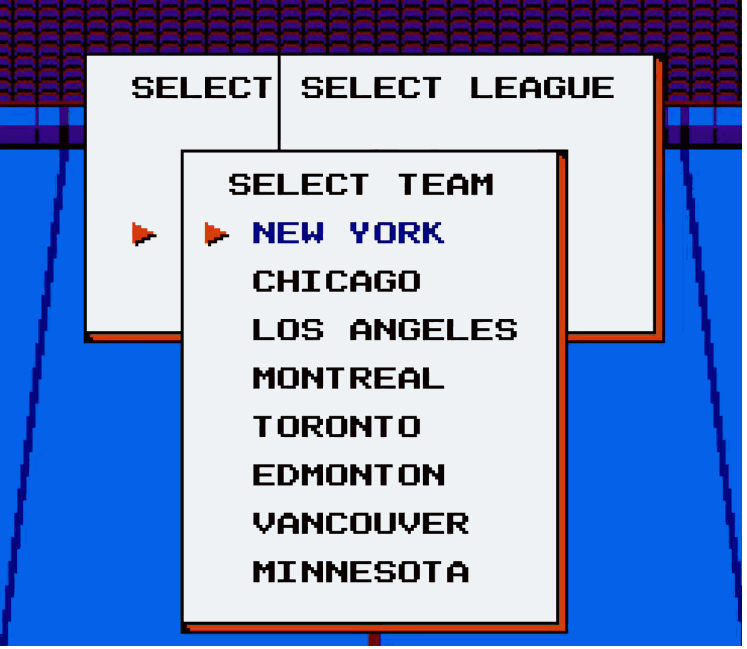 SELECT
SELECT LEAGUE
SELECT TEAM
NEW YORK
CHICAGO
LOS ANGELES
MONTREAL
TORONTO
EDMONTON
VANCOUVER
MINNESOTA